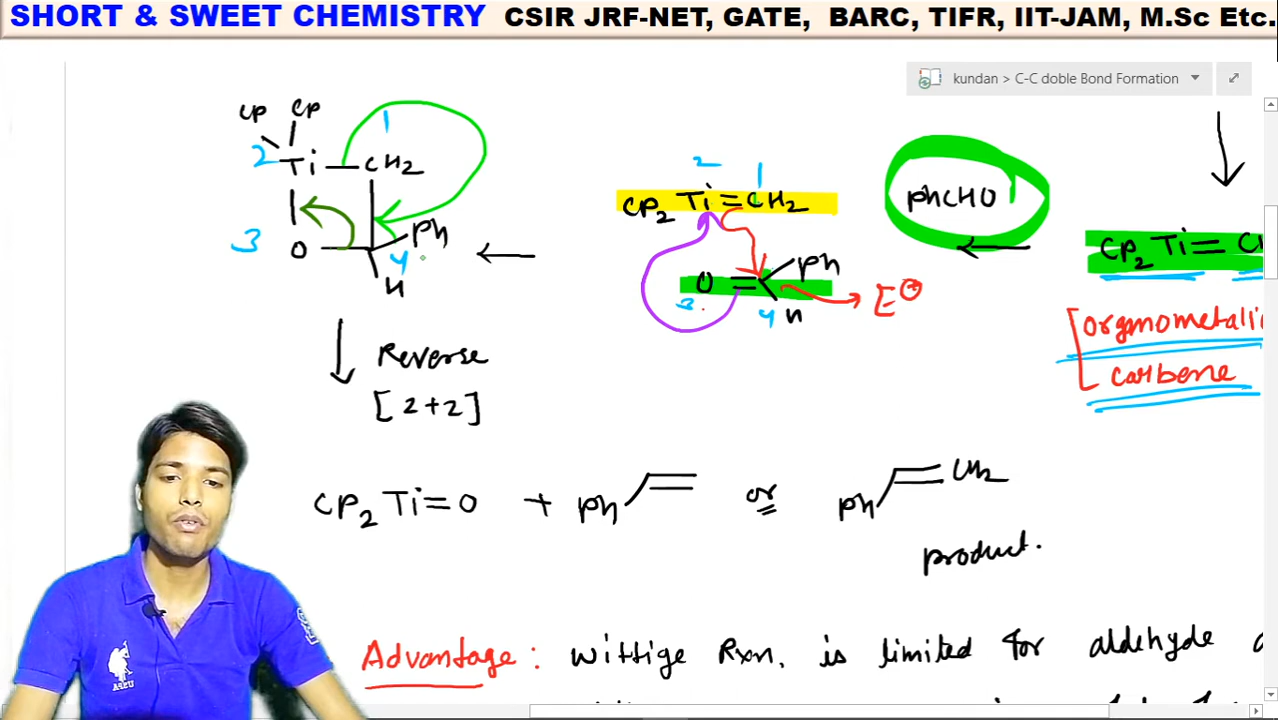 SHORT & SWEET CHEMISTRY CSIR JRF-NET, GATE, BARC, TIFR, IIT-JAM, M.Sc Etc.
kundan > C-C doble Bond Formation
CP CP
2 Ti — CH2 1
3 O
Ph
4
H
2 1
CP2 Ti = CH2
O = Ph
3. 4 H
E⊕
PhCHO
CP2 Ti = C
[orgnometalli
carbene
Reverse
[2+2]
CP2 Ti=O + Ph or Ph CH2
product.
Advantage : Wittige Rxn. is limited for aldehyde a